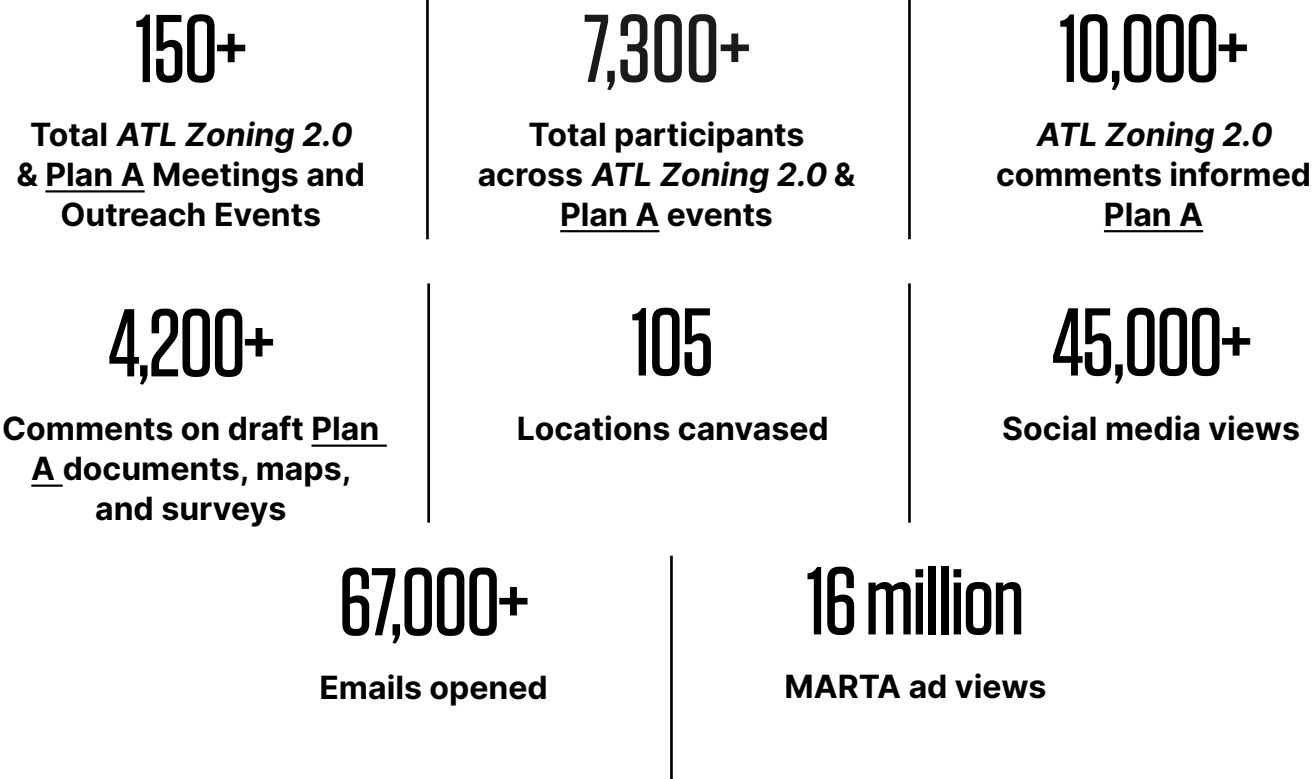 150+
Total ATL Zoning 2.0
& Plan A Meetings and
Outreach Events
7,300+
Total participants
across ATL Zoning 2.0 &
Plan A events
10,000+
ATL Zoning 2.0
comments informed
Plan A
4,200+
Comments on draft Plan
A documents, maps,
and surveys
105
Locations canvased
45,000+
Social media views
67,000+
Emails opened
16 million
MARTA ad views